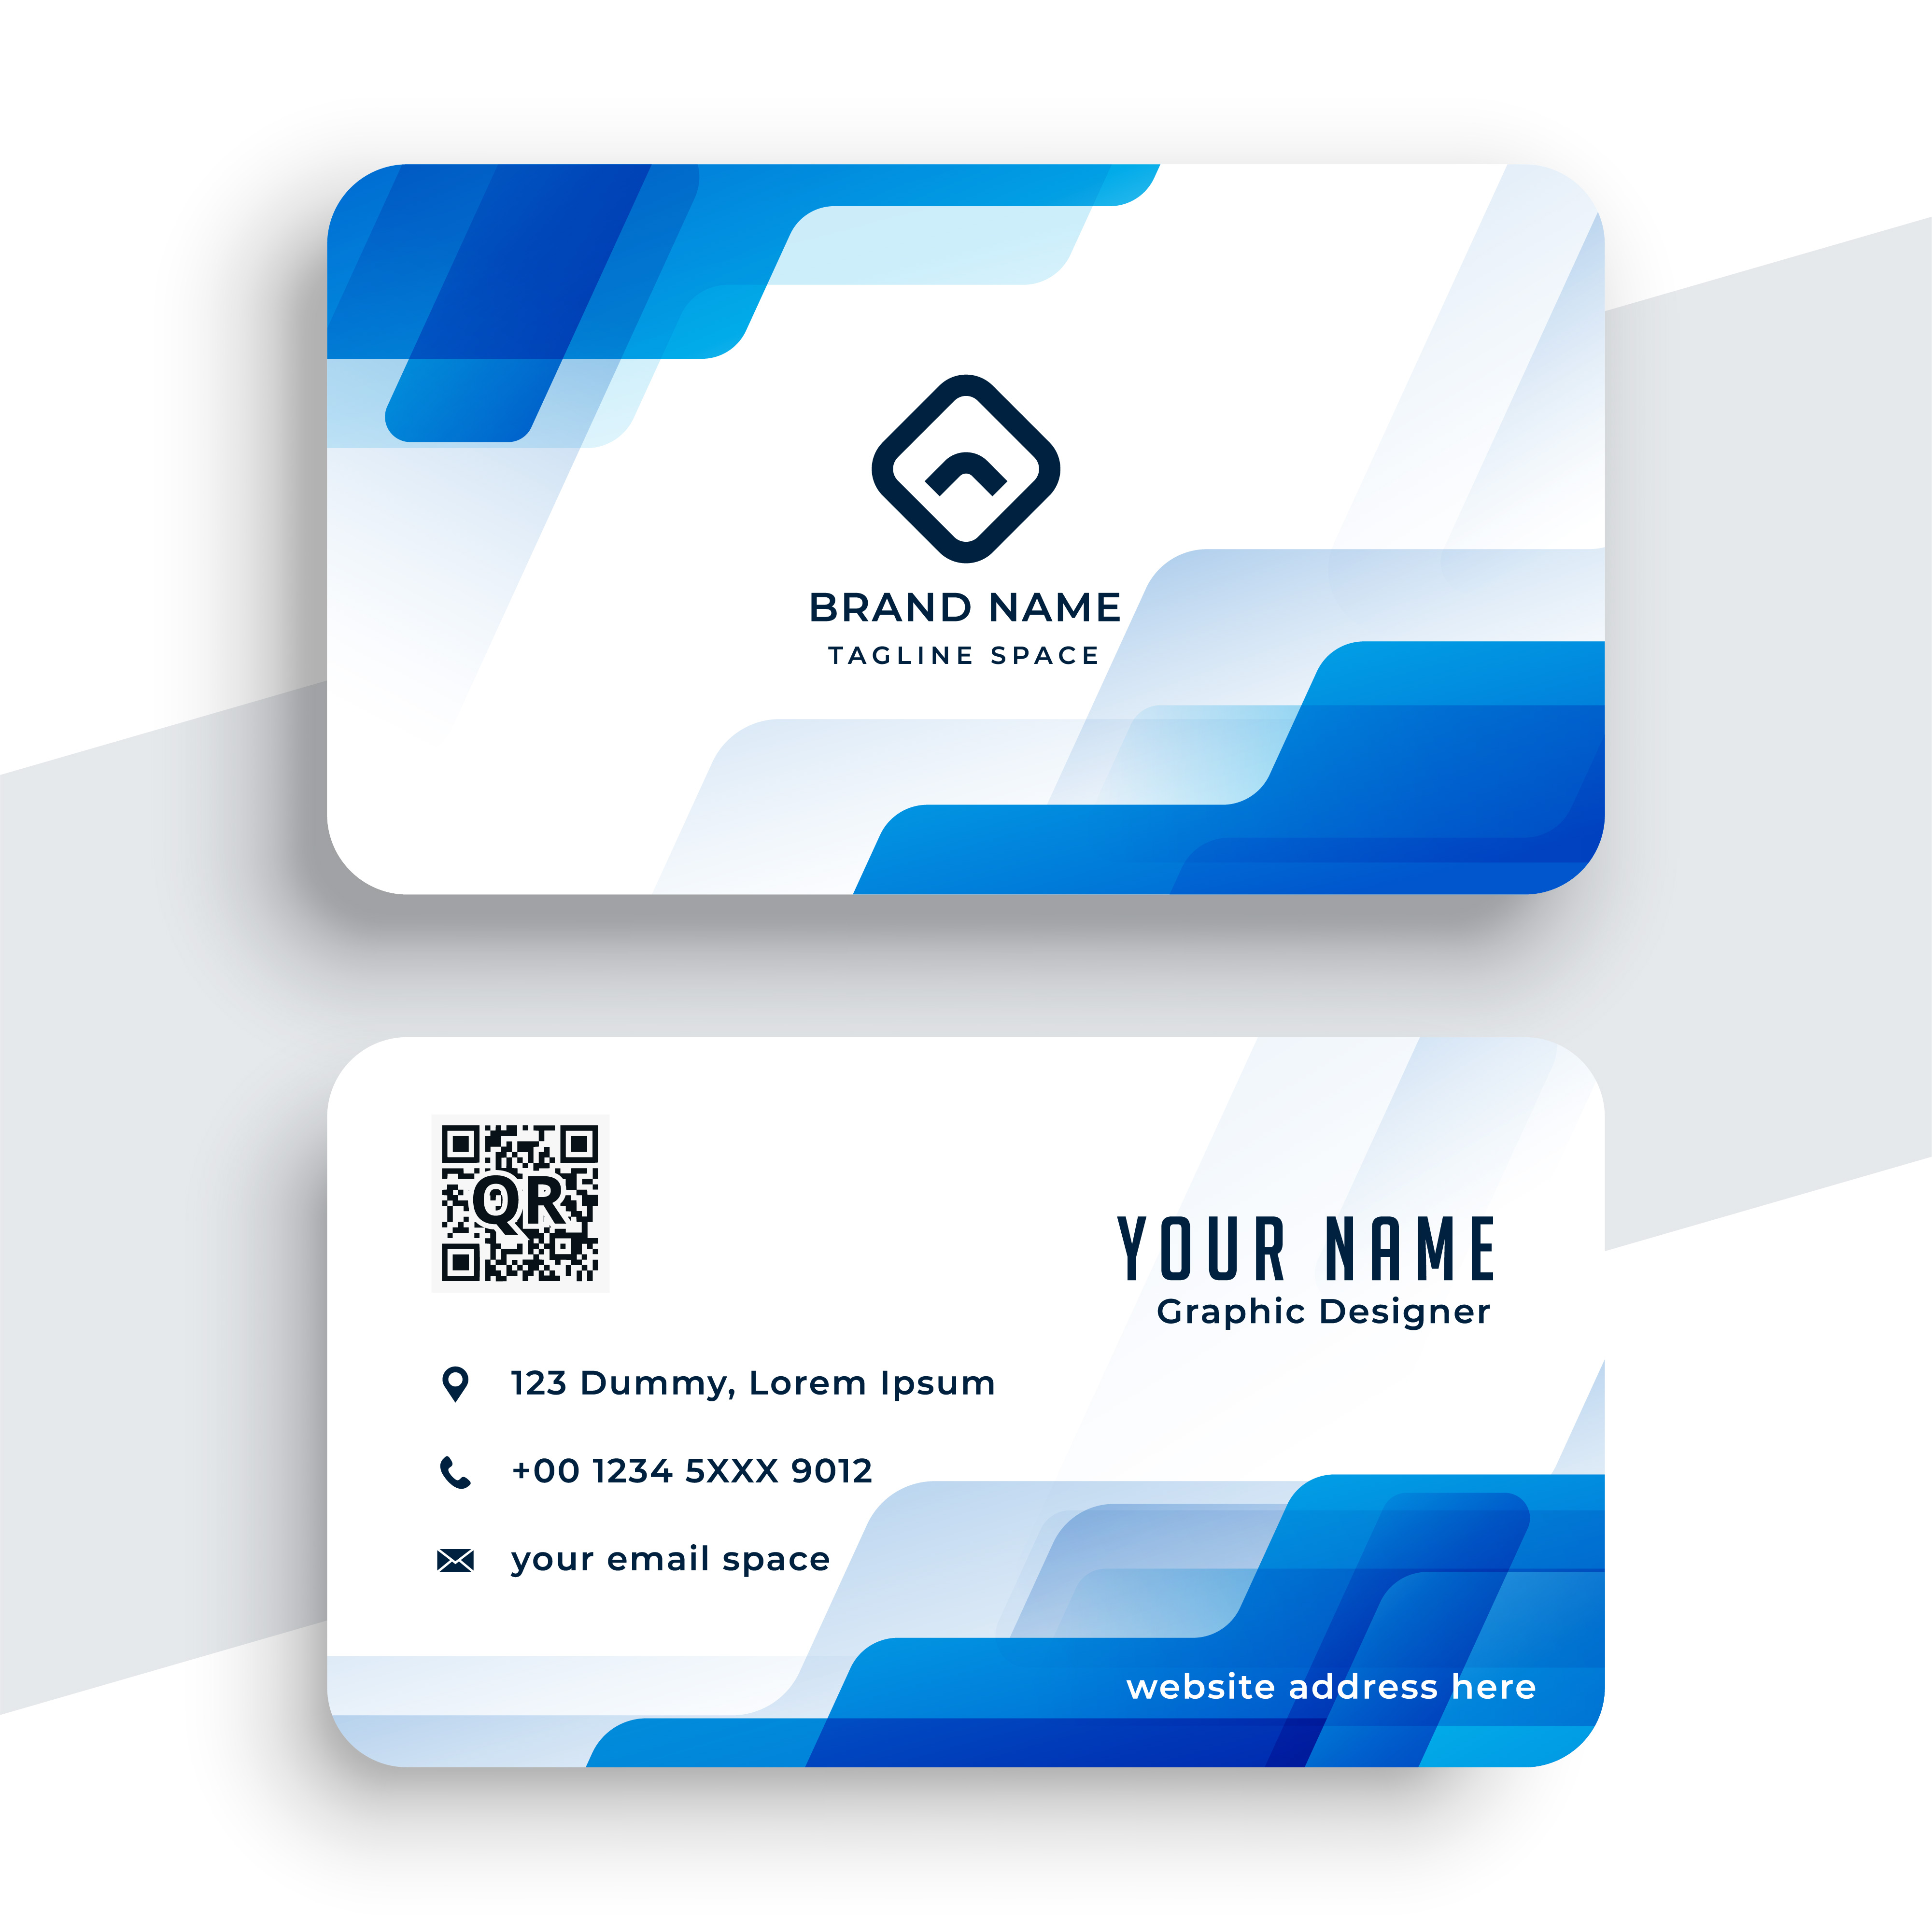 BRAND NAME
TAGLINE SPACE
QR
YOUR NAME
Graphic Designer
123 Dummy, Lorem Ipsum
+00 1234 5XXX 9012
your email space
website address here